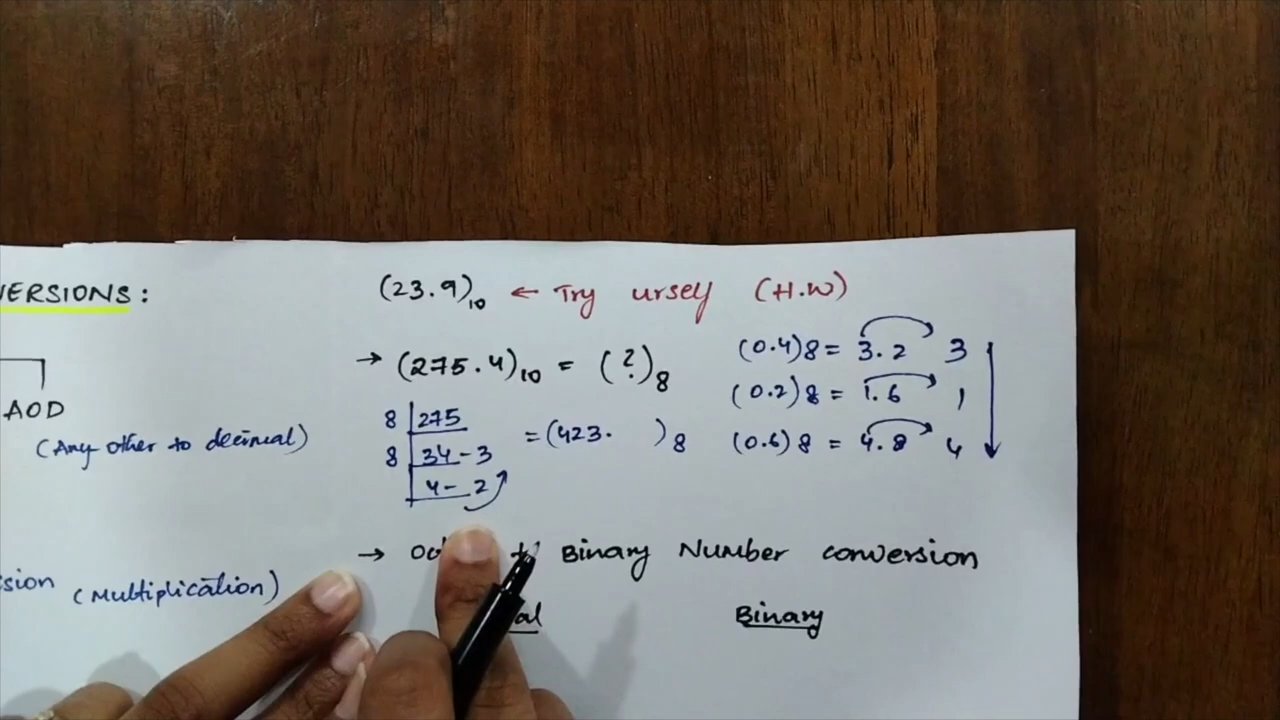 VERSIONS:
AOD
(Any other to decimal)
sion (Multiplication)
(23.9)10 ← Try urself (H.W)
→ (275.4)10 = (?)8
8 275
8 34 - 3
4 - 2
= (423. )8
(0.4)8 = 3.2 3
(0.2)8 = 1.6 1
(0.6)8 = 4.8 4
→ Binary Number conversion
Binary